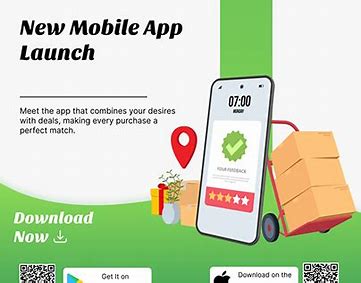 New Mobile App
Launch
Meet the app that combines your desires
with deals, making every purchase a
perfect match.
07:00
MONDAY
YOUR FEEDBACK
Download
Now
Get It on
Download on the